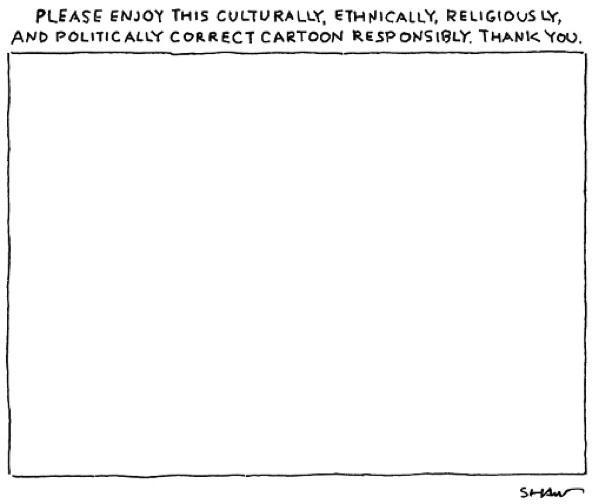 PLEASE ENJOY THIS CULTURALLY, ETHNICALLY, RELIGIOUSLY,
AND POLITICALLY CORRECT CARTOON RESPONSIBLY. THANK YOU.
SHAW